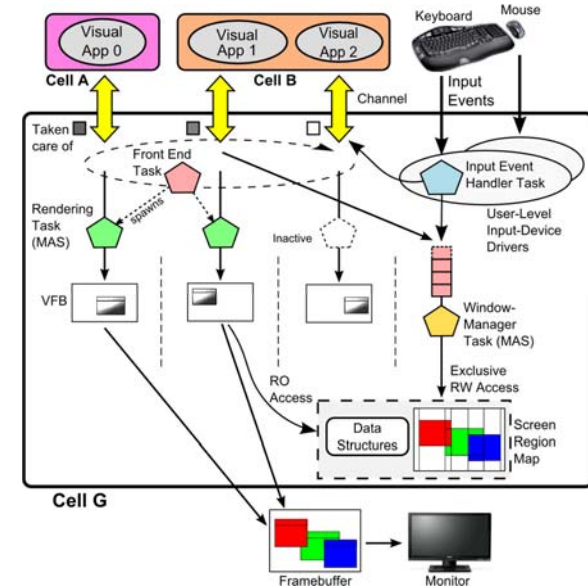 Visual
App 0
Cell A
Visual
App 1
Visual
App 2
Cell B
Keyboard
Mouse
Channel
Input
Events
Taken
care of
Front End
Task
Input Event
Handler Task
spawns
Rendering
Task
(MAS)
Inactive
User-Level
Input-Device
Drivers
VFB
Window-
Manager
Task (MAS)
RO
Access
Exclusive
RW Access
Data
Structures
Screen
Region
Map
Cell G
Framebuffer
Monitor